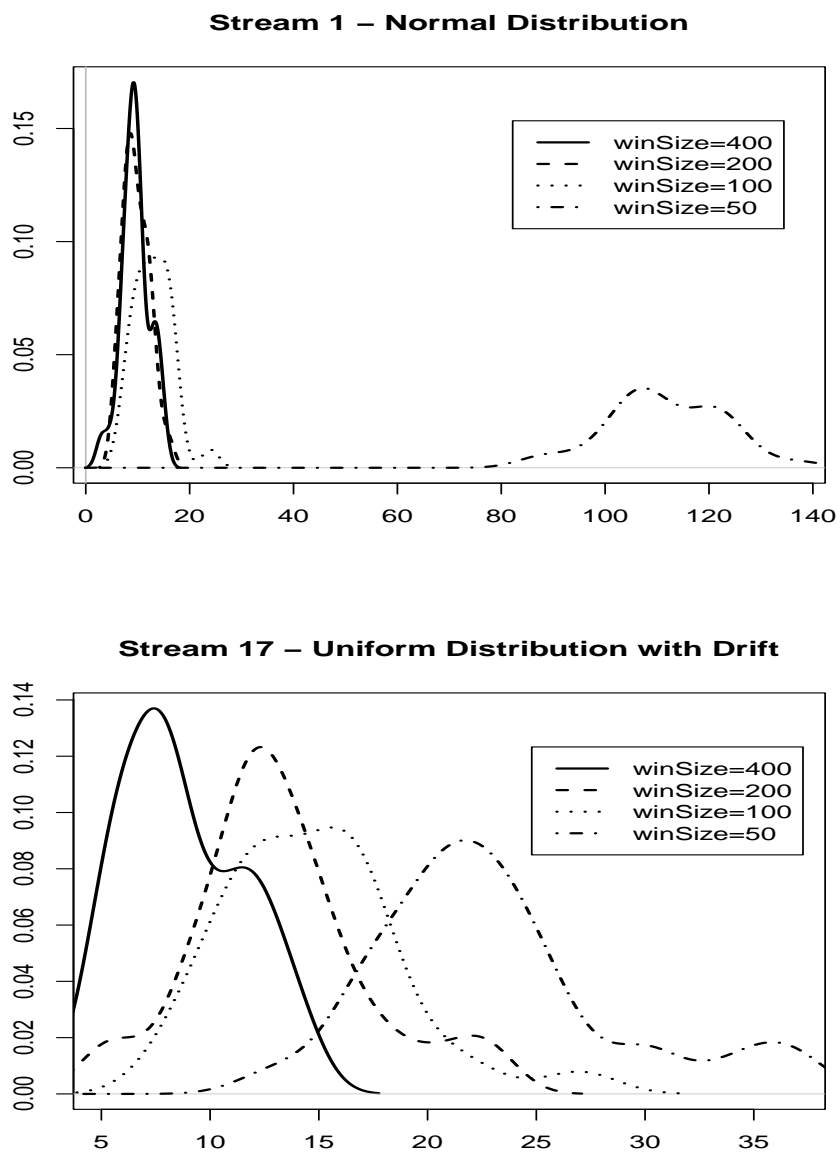 Stream 1 – Normal Distribution
0.15
0.10
0.05
0.00
winSize=400
winSize=200
winSize=100
winSize=50
0 20 40 60 80 100 120 140
Stream 17 – Uniform Distribution with Drift
0.14
0.12
0.10
0.08
0.06
0.04
0.02
0.00
winSize=400
winSize=200
winSize=100
winSize=50
5 10 15 20 25 30 35